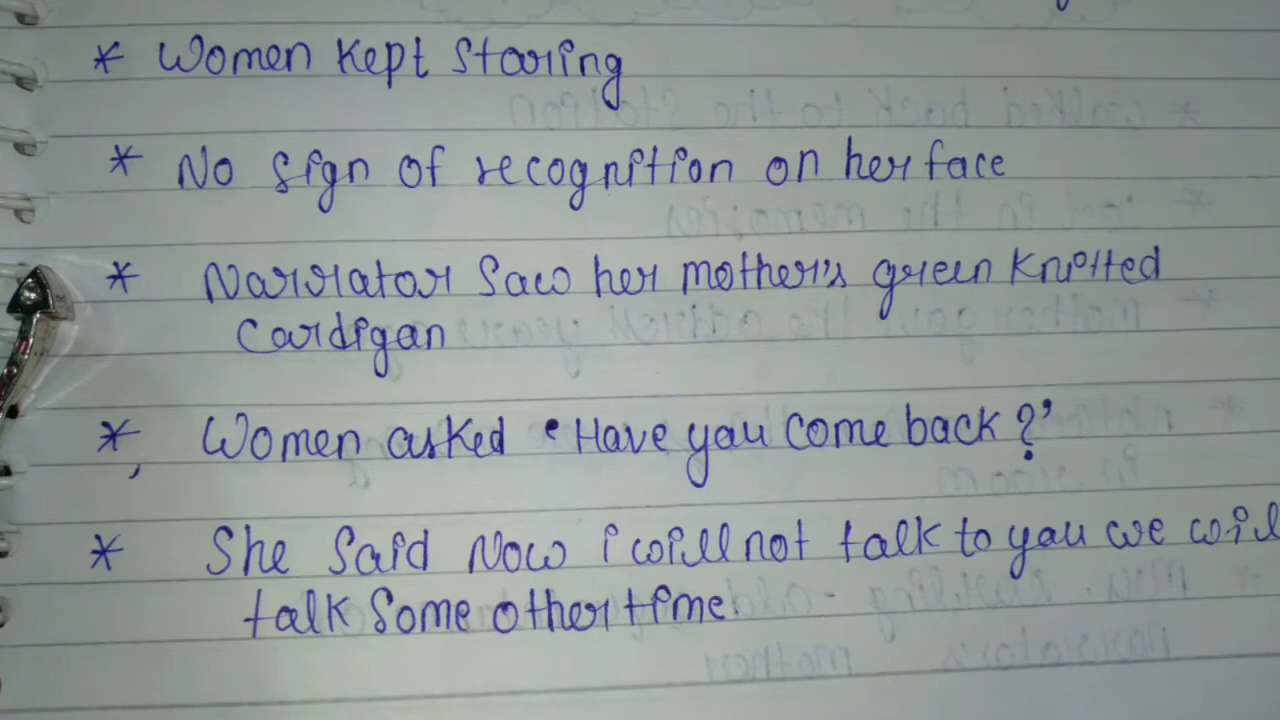 * Women kept staring
* No sign of recognition on her face
* Narrator saw her mother's green knitted
cardigan
* Women asked 'Have you come back ?'
* She said Now i will not talk to you we will
talk some other time.